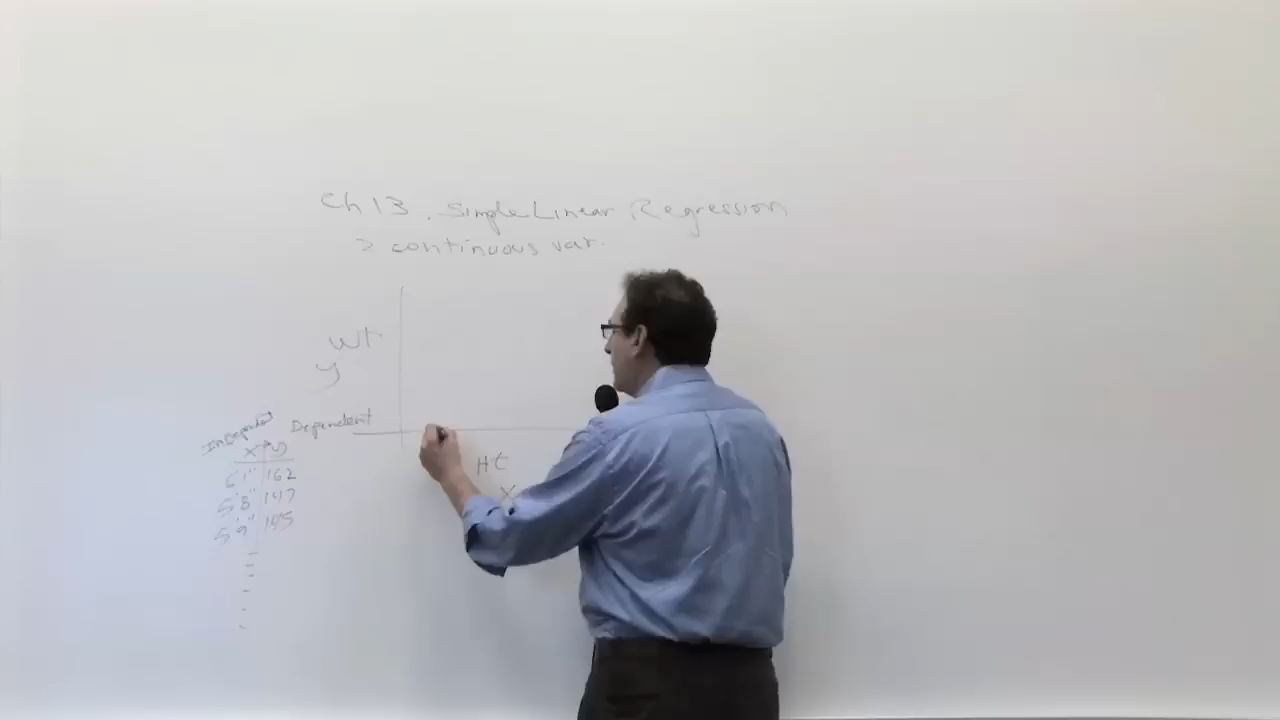 Ch 13. Simple Linear Regression
2 continuous var.
wt
y
InDependent Dependent
X y
6'1" 162
5'8" 147
5'9"
Ht
X